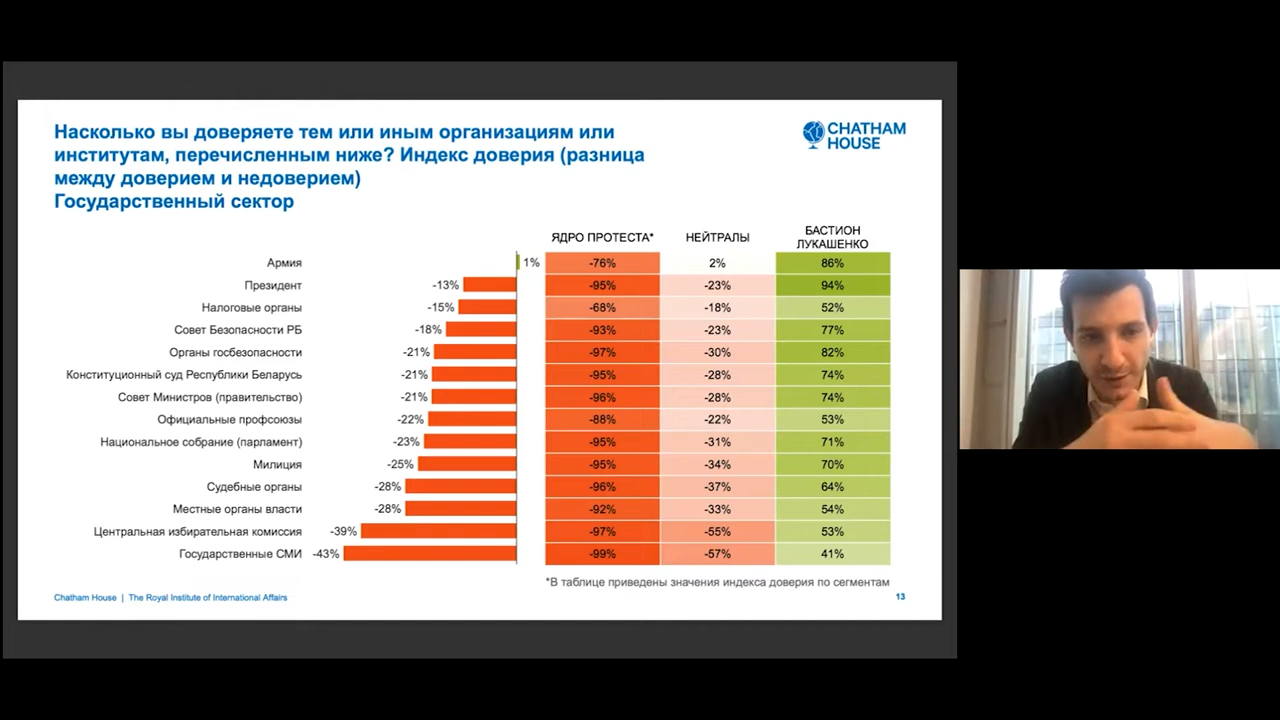 Насколько вы доверяете тем или иным организациям или
институтам, перечисленным ниже? Индекс доверия (разница
между доверием и недоверием)
Государственный сектор
CHATHAM
HOUSE
ЯДРО ПРОТЕСТА* НЕЙТРАЛЫ БАСТИОН
ЛУКАШЕНКО
Армия 1% -76% 2% 86%
Президент -13% -95% -23% 94%
Налоговые органы -15% -68% -18% 52%
Совет Безопасности РБ -18% -93% -23% 77%
Органы госбезопасности -21% -97% -30% 82%
Конституционный суд Республики Беларусь -21% -95% -28% 74%
Совет Министров (правительство) -21% -96% -28% 74%
Официальные профсоюзы -22% -88% -22% 53%
Национальное собрание (парламент) -23% -95% -31% 71%
Милиция -25% -95% -34% 70%
Судебные органы -28% -96% -37% 64%
Местные органы власти -28% -92% -33% 54%
Центральная избирательная комиссия -39% -97% -55% 53%
Государственные СМИ -43% -99% -57% 41%
*В таблице приведены значения индекса доверия по сегментам
Chatham House | The Royal Institute of International Affairs 13